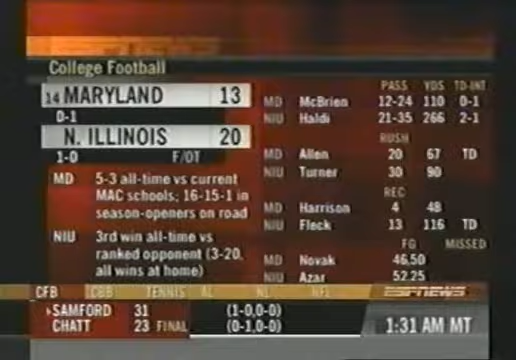 College Football
PASS YDS TD-INT
14 MARYLAND 13
0-1
N. ILLINOIS 20
1-0 F/OT
MD 5-3 all-time vs current
MAC schools; 16-15-1 in
season-openers on road
NIU 3rd win all-time vs
ranked opponent (3-20,
all wins at home)
MD McBrien 12-24 110 0-1
NIU Haldi 21-35 266 2-1
RUSH
MD Allen 20 67 TD
NIU Turner 30 90
REC
MD Harrison 4 48
NIU Fleck 13 116 TD
FG MISSED
MD Novak 46,50
NIU Azar 52,25
CFB CBB TENNIS AL NL NFL ESPNEWS
SAMFORD 31 (1-0,0-0)
CHATT 23 FINAL (0-1,0-0)
1:31 AM MT